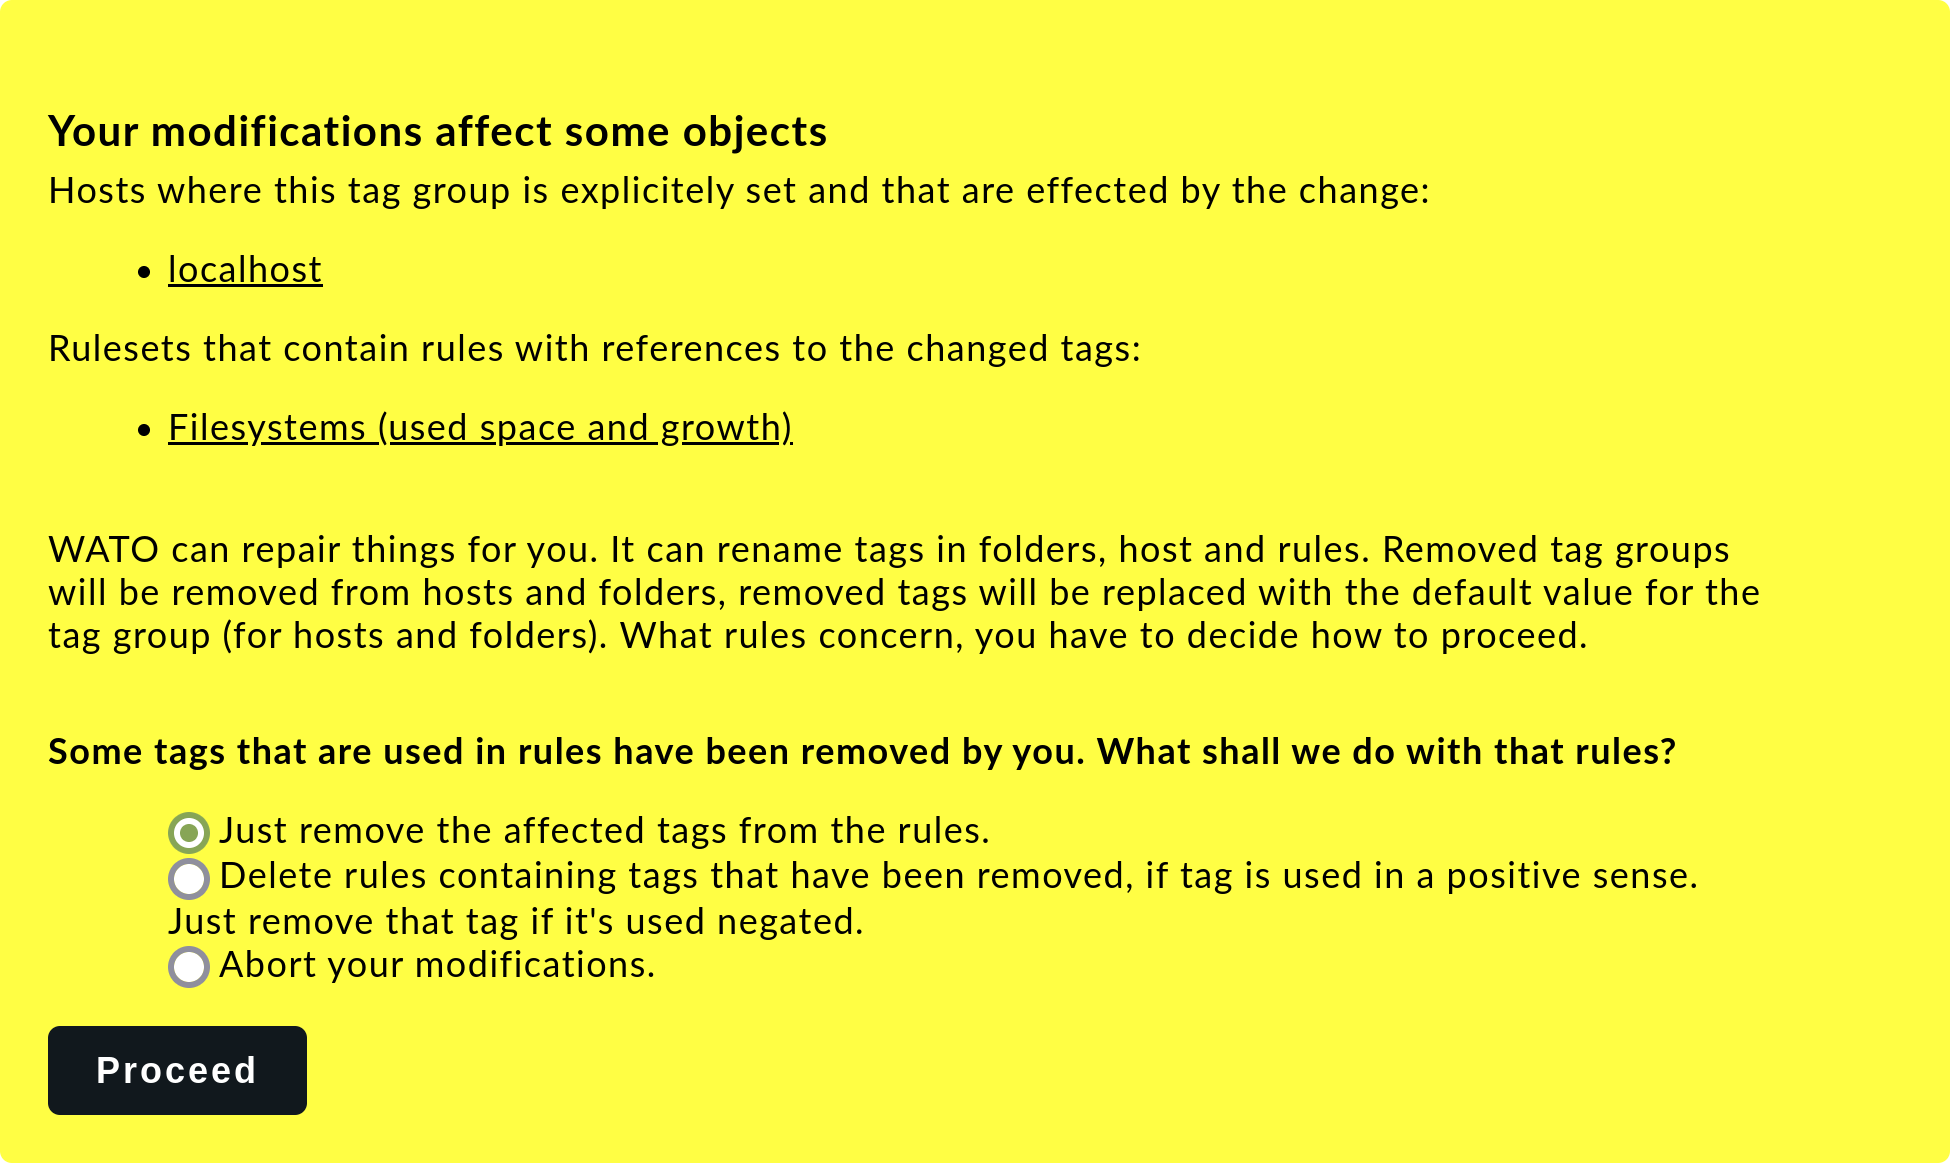 Your modifications affect some objects
Hosts where this tag group is explicitely set and that are effected by the change:
• localhost
Rulesets that contain rules with references to the changed tags:
• Filesystems (used space and growth)
WATO can repair things for you. It can rename tags in folders, host and rules. Removed tag groups
will be removed from hosts and folders, removed tags will be replaced with the default value for the
tag group (for hosts and folders). What rules concern, you have to decide how to proceed.
Some tags that are used in rules have been removed by you. What shall we do with that rules?
Just remove the affected tags from the rules.
Delete rules containing tags that have been removed, if tag is used in a positive sense.
Just remove that tag if it's used negated.
Abort your modifications.
Proceed